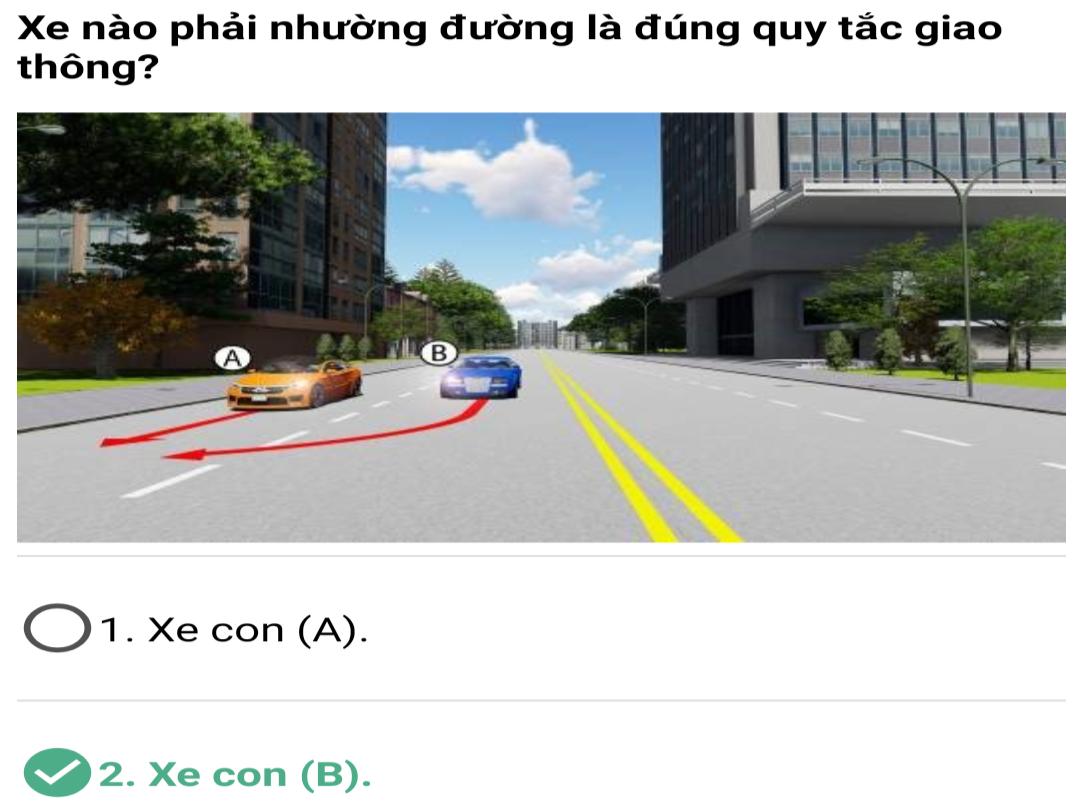 Xe nào phải nhường đường là đúng quy tắc giao
thông?
A
B
1. Xe con (A).
2. Xe con (B).